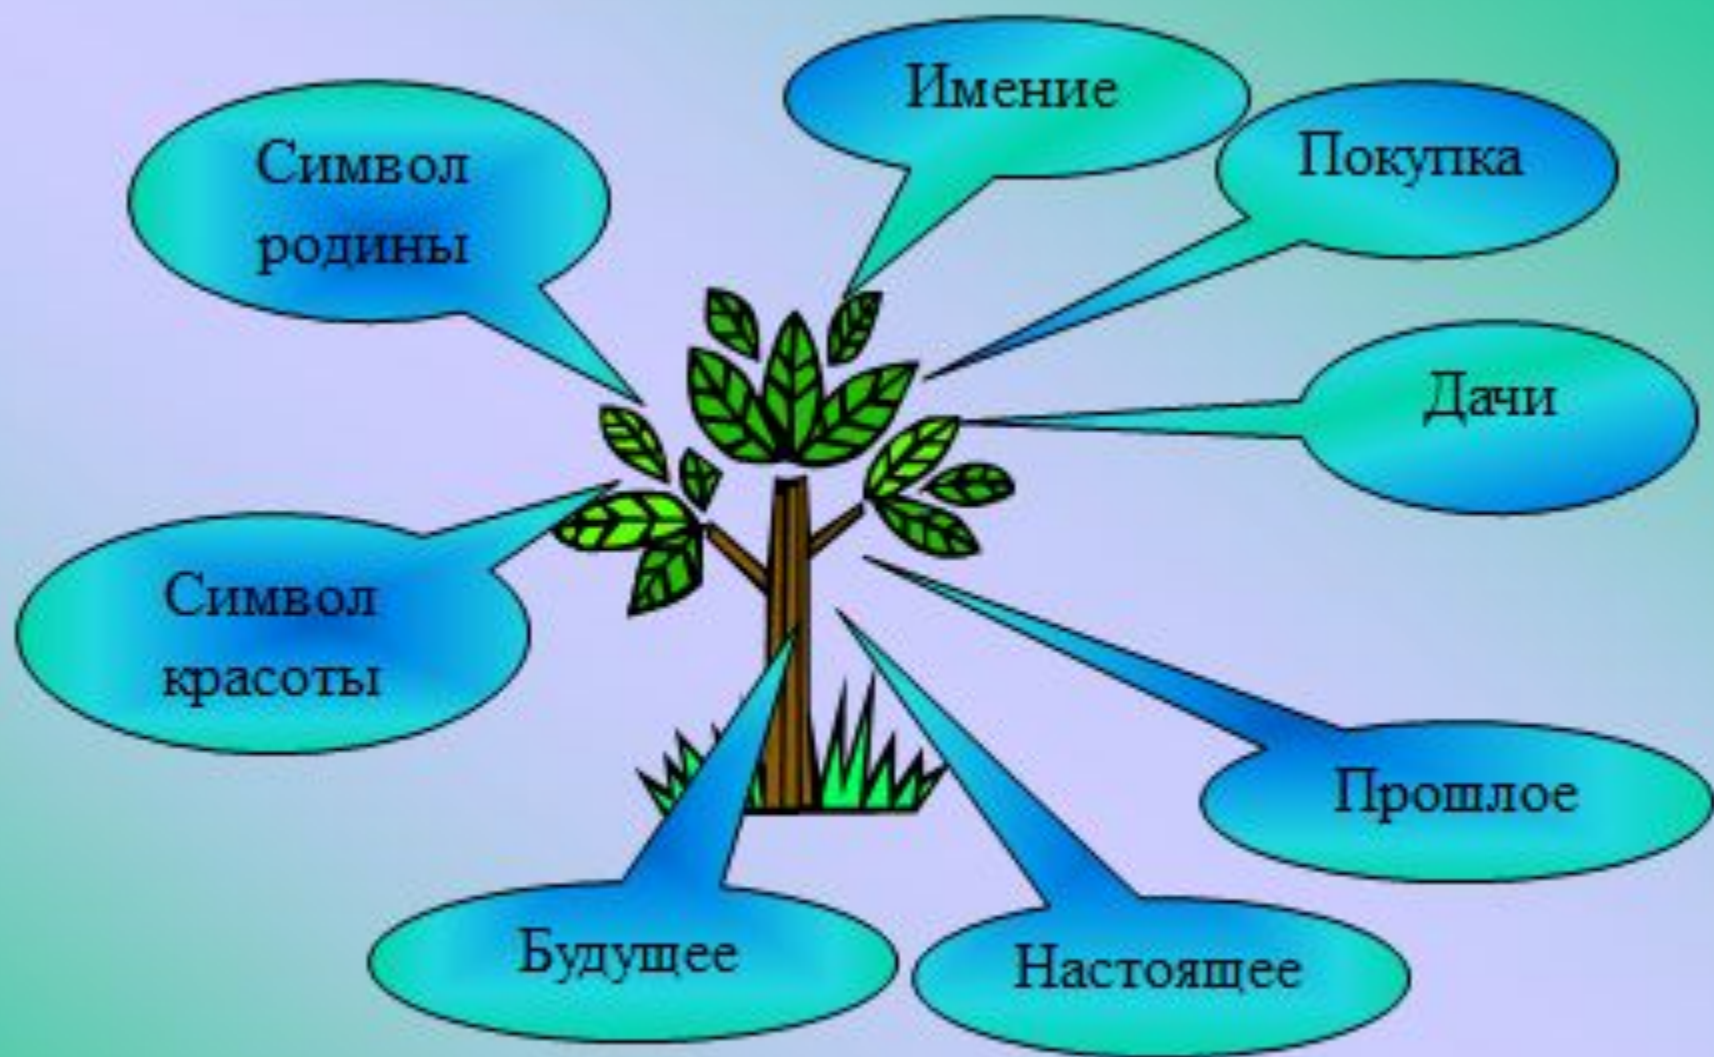 Имение
Покупка
Символ
родины
Дачи
Символ
красоты
Прошлое
Будущее
Настоящее